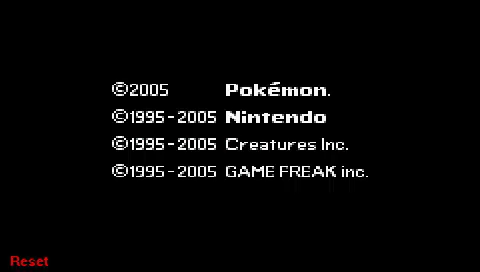 ©2005 Pokémon.
©1995-2005 Nintendo
©1995-2005 Creatures Inc.
©1995-2005 GAME FREAK inc.
Reset